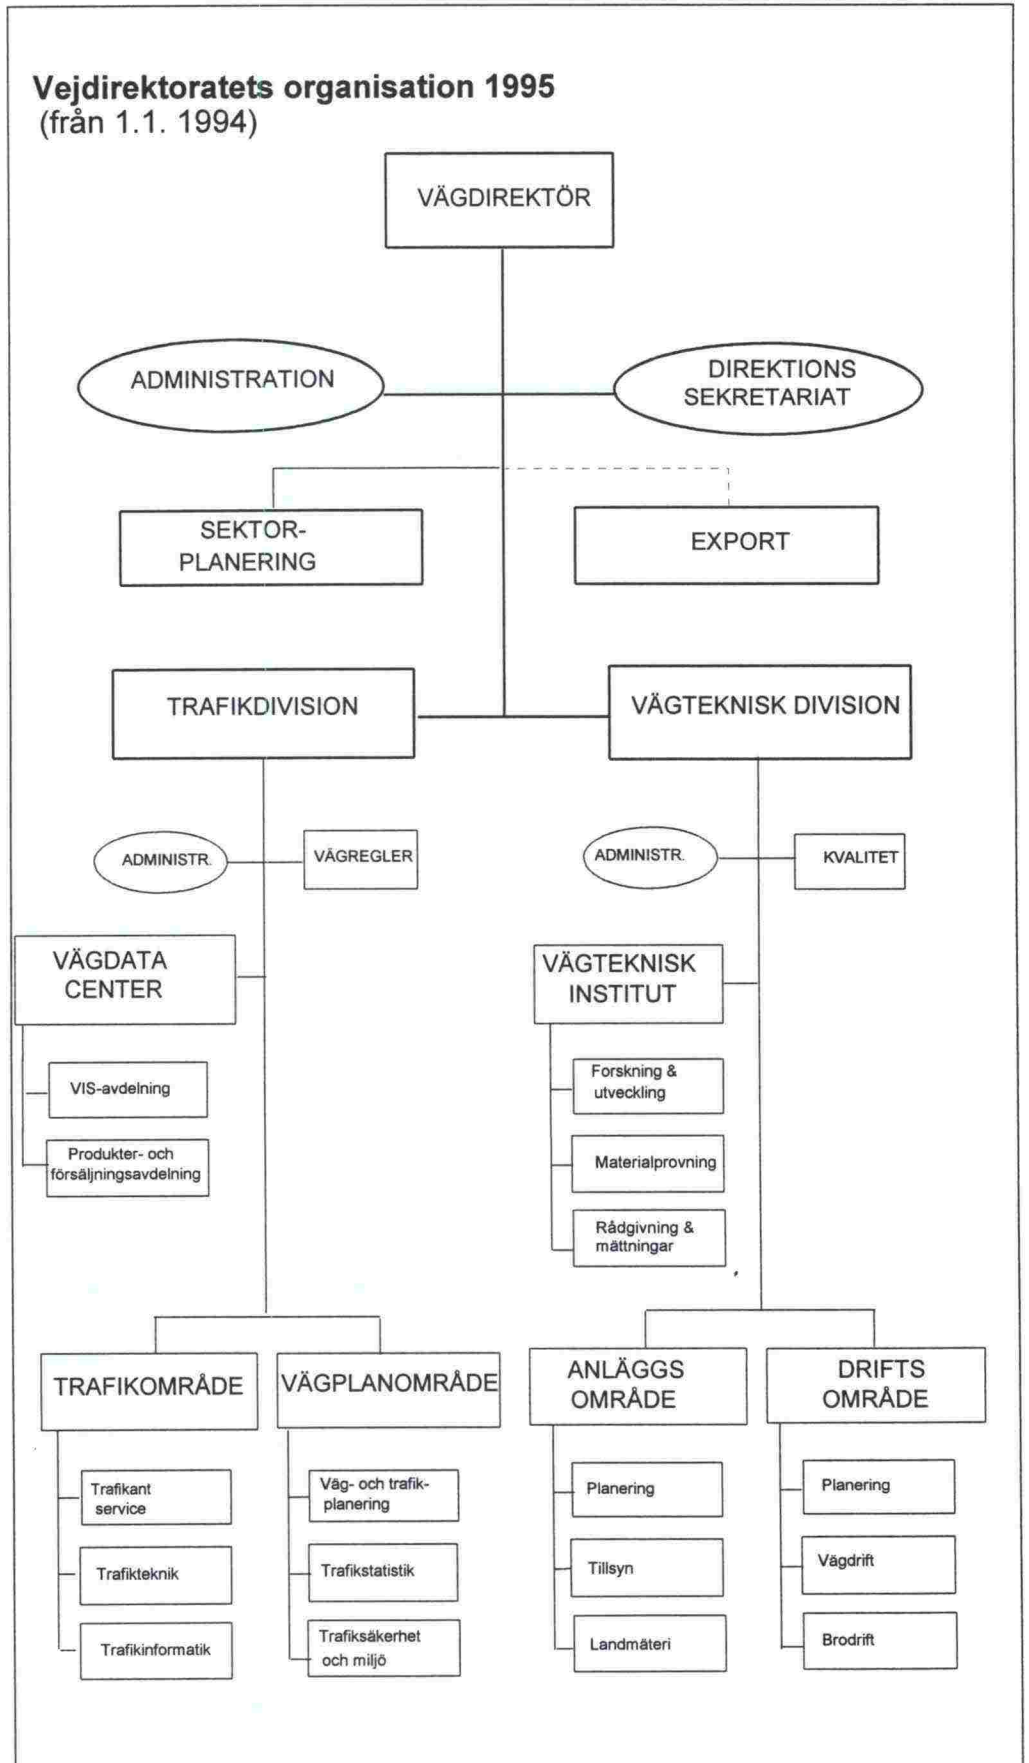 Vejdirektoratets organisation 1995
(från 1.1. 1994)
VÄGDIREKTÖR
ADMINISTRATION
DIREKTIONS
SEKRETARIAT
SEKTOR-
PLANERING
EXPORT
TRAFIKDIVISION
VÄGTEKNISK DIVISION
ADMINISTR.
VÄGREGLER
ADMINISTR.
KVALITET
VÄGDATA
CENTER
VÄGTEKNISK
INSTITUT
VIS-avdelning
Produkter- och
försäljningsavdelning
Forskning &
utveckling
Materialprovning
Rådgivning &
mättningar
TRAFIKOMRÅDE
VÄGPLANOMRÅDE
ANLÄGGS
OMRÅDE
DRIFTS
OMRÅDE
Trafikant
service
Trafikteknik
Trafikinformatik
Väg- och trafik-
planering
Trafikstatistik
Trafiksäkerhet
och miljö
Planering
Tillsyn
Landmäteri
Planering
Vägdrift
Brodrift